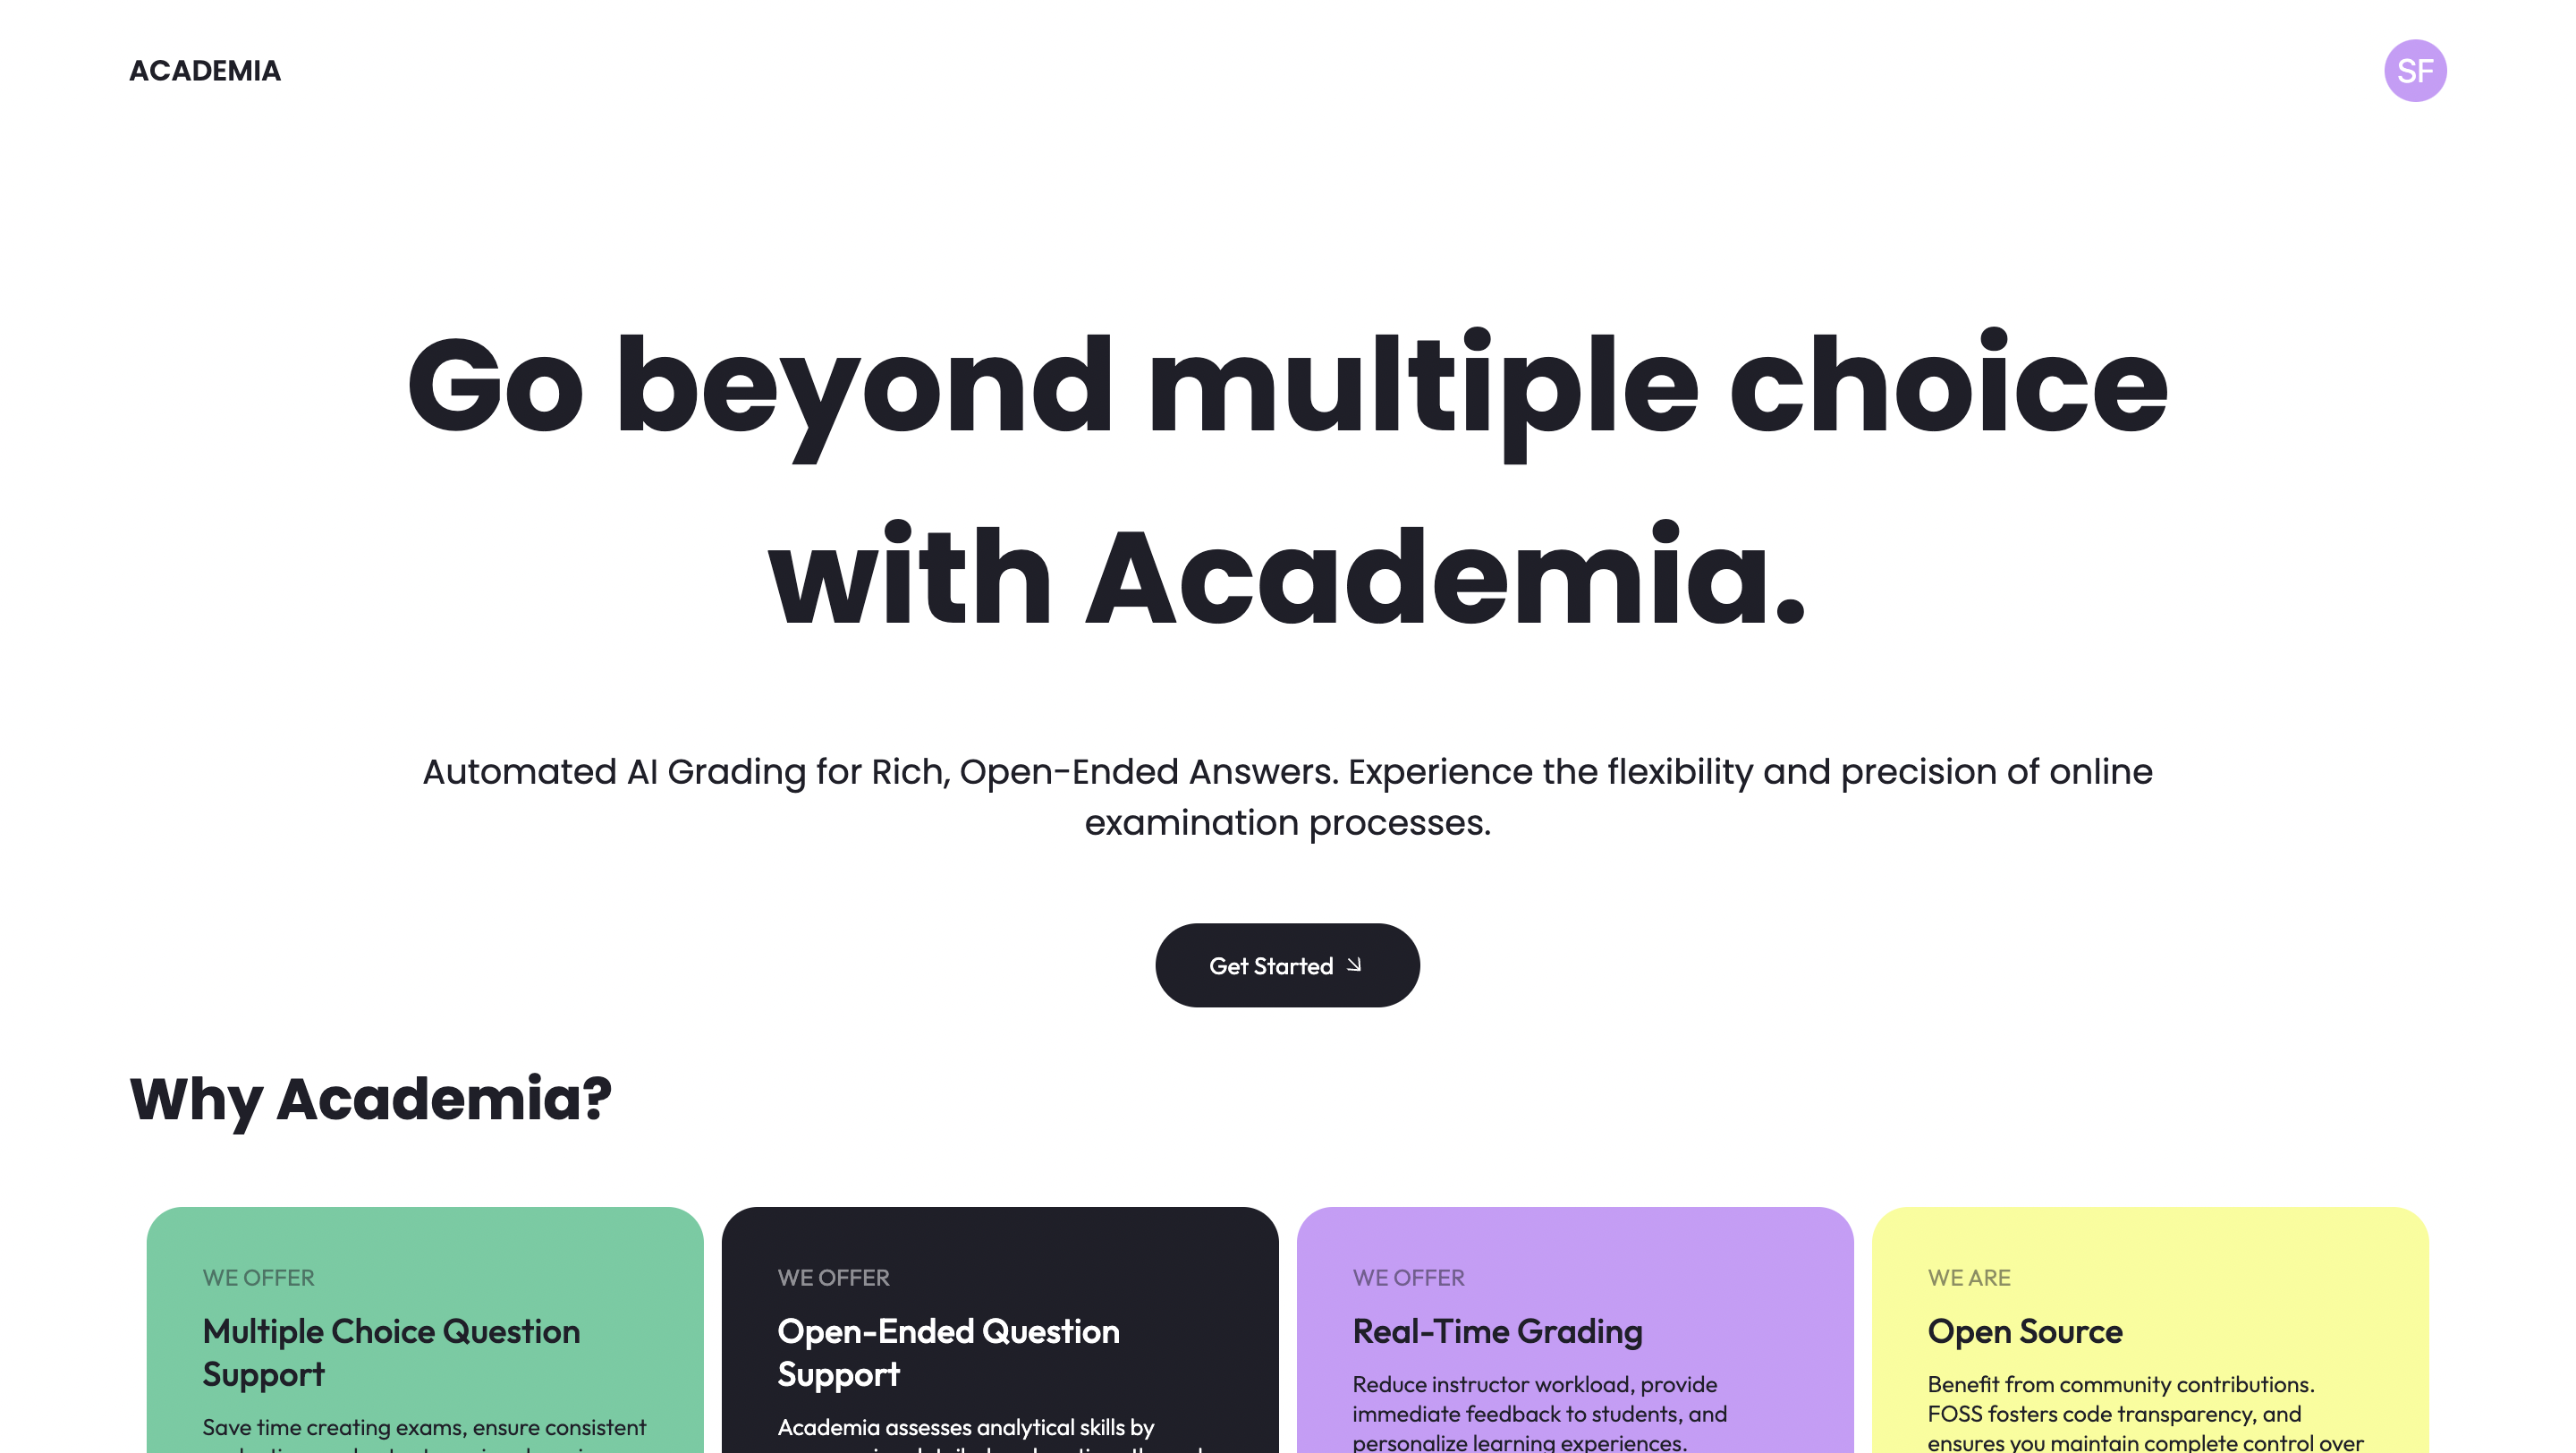 ACADEMIA
SF
Go beyond multiple choice
with Academia.
Automated AI Grading for Rich, Open-Ended Answers. Experience the flexibility and precision of online
examination processes.
Get Started
Why Academia?
WE OFFER
Multiple Choice Question
Support
Save time creating exams, ensure consistent
WE OFFER
Open-Ended Question
Support
Academia assesses analytical skills by
WE OFFER
Real-Time Grading
Reduce instructor workload, provide
immediate feedback to students, and
personalize learning experiences.
WE ARE
Open Source
Benefit from community contributions.
FOSS fosters code transparency, and
ensures you maintain complete control over